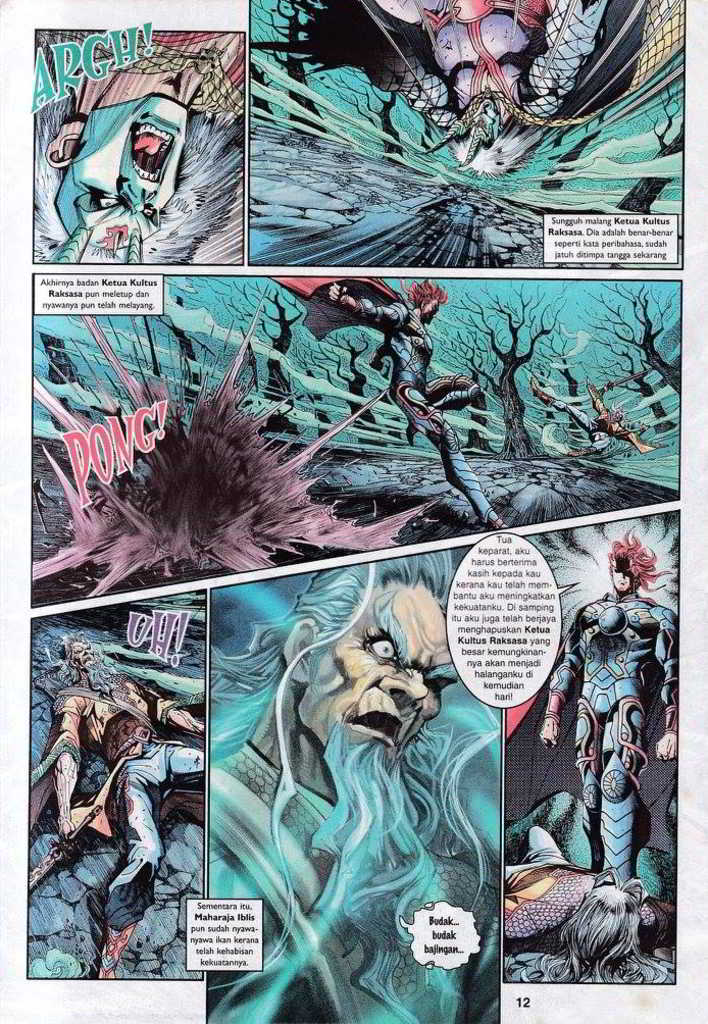 ARGH!
Sungguh malang Ketua Kultus
Raksasa. Dia adalah benar-benar
seperti kata peribahasa, sudah
jatuh ditimpa tangga sekarang
Akhirnya badan Ketua Kultus
Raksasa pun meletup dan
nyawanya pun telah melayang.
PONG!
UH!
Sementara itu,
Maharaja Iblis
pun sudah nyawa-
nyawa ikan kerana
telah kehabisan
kekuatannya.
Tua
keparat, aku
harus berterima
kasih kepada kau
kerana kau telah mem-
bantu aku meningkatkan
kekuatanku. Di samping
itu aku juga telah berjaya
menghapuskan Ketua
Kultus Raksasa yang
besar kemungkinan-
nya akan menjadi
halanganku di
kemudian
hari!
Budak...
budak
bajingan...
12